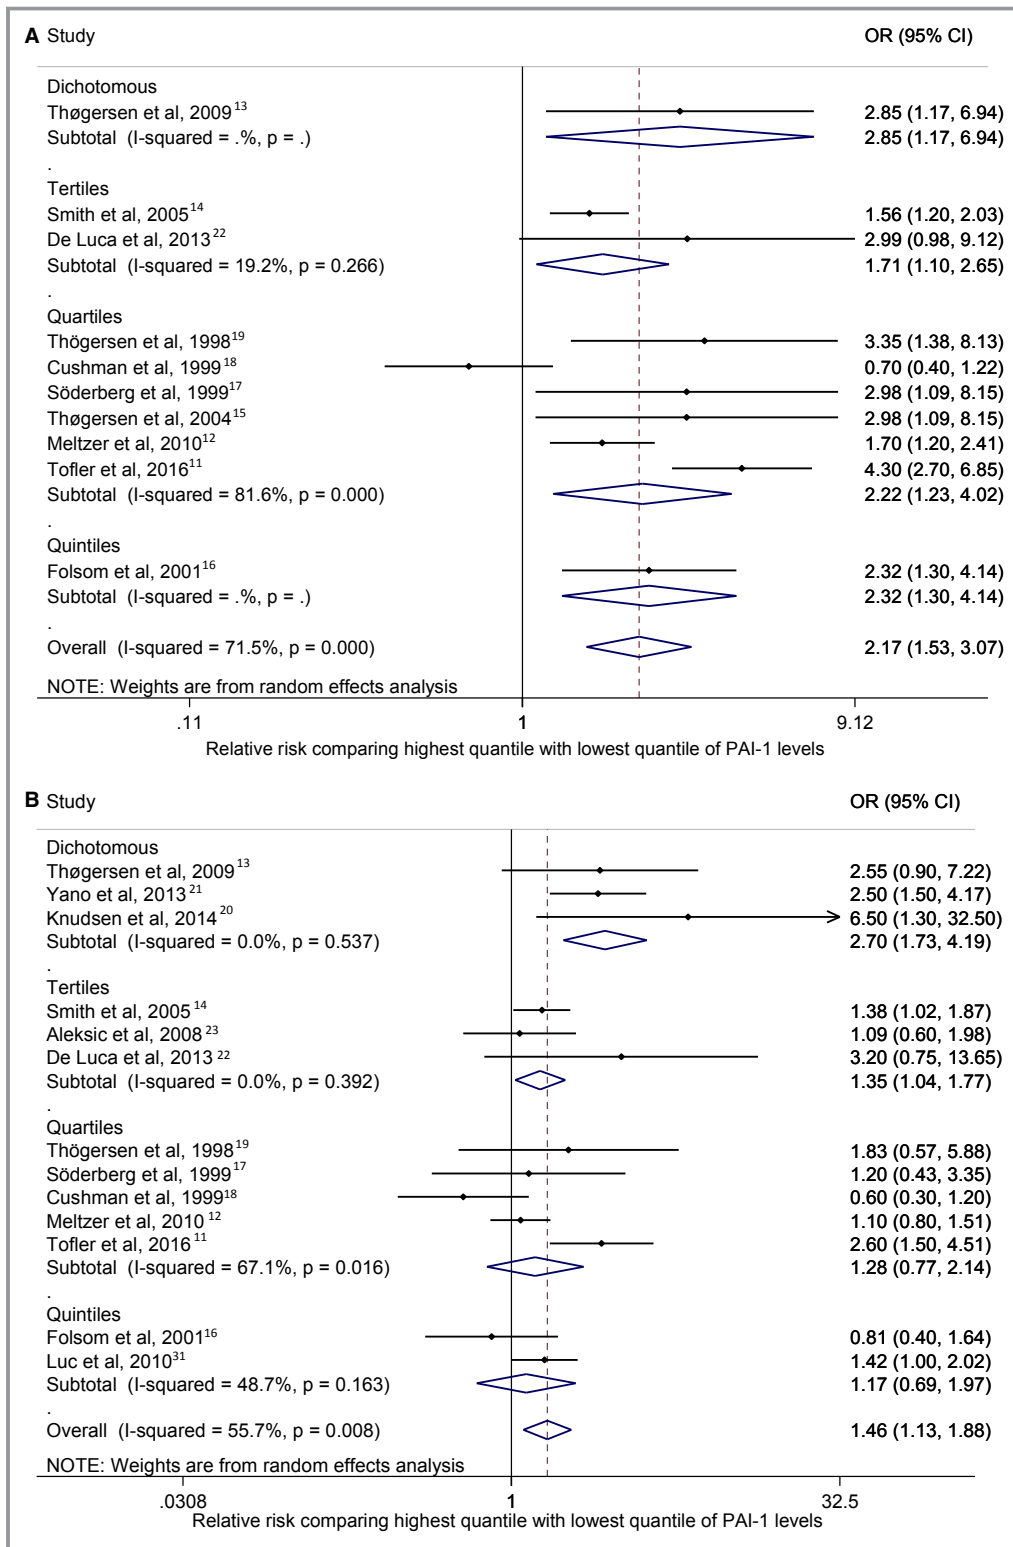 A Study OR (95% CI)
Dichotomous
Thøgersen et al, 2009 13 2.85 (1.17, 6.94)
Subtotal (I-squared = .%, p = .) 2.85 (1.17, 6.94)
.
Tertiles
Smith et al, 2005 14 1.56 (1.20, 2.03)
De Luca et al, 2013 22 2.99 (0.98, 9.12)
Subtotal (I-squared = 19.2%, p = 0.266) 1.71 (1.10, 2.65)
.
Quartiles
Thögersen et al, 1998 19 3.35 (1.38, 8.13)
Cushman et al, 1999 18 0.70 (0.40, 1.22)
Söderberg et al, 1999 17 2.98 (1.09, 8.15)
Thøgersen et al, 2004 15 2.98 (1.09, 8.15)
Meltzer et al, 2010 12 1.70 (1.20, 2.41)
Tofler et al, 2016 11 4.30 (2.70, 6.85)
Subtotal (I-squared = 81.6%, p = 0.000) 2.22 (1.23, 4.02)
.
Quintiles
Folsom et al, 2001 16 2.32 (1.30, 4.14)
Subtotal (I-squared = .%, p = .) 2.32 (1.30, 4.14)
.
Overall (I-squared = 71.5%, p = 0.000) 2.17 (1.53, 3.07)
NOTE: Weights are from random effects analysis
.11 1 9.12
Relative risk comparing highest quantile with lowest quantile of PAI-1 levels
B Study OR (95% CI)
Dichotomous
Thøgersen et al, 2009 13 2.55 (0.90, 7.22)
Yano et al, 2013 21 2.50 (1.50, 4.17)
Knudsen et al, 2014 20 6.50 (1.30, 32.50)
Subtotal (I-squared = 0.0%, p = 0.537) 2.70 (1.73, 4.19)
.
Tertiles
Smith et al, 2005 14 1.38 (1.02, 1.87)
Aleksic et al, 2008 23 1.09 (0.60, 1.98)
De Luca et al, 2013 22 3.20 (0.75, 13.65)
Subtotal (I-squared = 0.0%, p = 0.392) 1.35 (1.04, 1.77)
.
Quartiles
Thögersen et al, 1998 19 1.83 (0.57, 5.88)
Söderberg et al, 1999 17 1.20 (0.43, 3.35)
Cushman et al, 1999 18 0.60 (0.30, 1.20)
Meltzer et al, 2010 12 1.10 (0.80, 1.51)
Tofler et al, 2016 11 2.60 (1.50, 4.51)
Subtotal (I-squared = 67.1%, p = 0.016) 1.28 (0.77, 2.14)
.
Quintiles
Folsom et al, 2001 16 0.81 (0.40, 1.64)
Luc et al, 2010 31 1.42 (1.00, 2.02)
Subtotal (I-squared = 48.7%, p = 0.163) 1.17 (0.69, 1.97)
.
Overall (I-squared = 55.7%, p = 0.008) 1.46 (1.13, 1.88)
NOTE: Weights are from random effects analysis
.0308 1 32.5
Relative risk comparing highest quantile with lowest quantile of PAI-1 levels